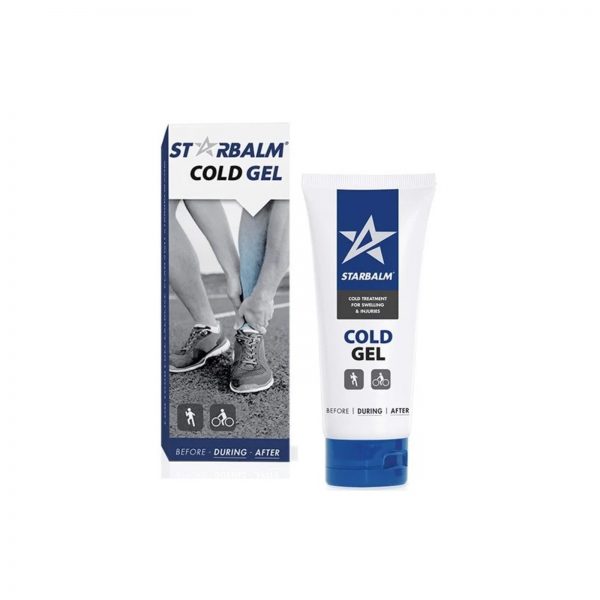 STARBALM®
COLD GEL
BEFORE · DURING · AFTER
STARBALM®
COLD TREATMENT
FOR SWELLING
& INJURIES
COLD
GEL
BEFORE | DURING | AFTER